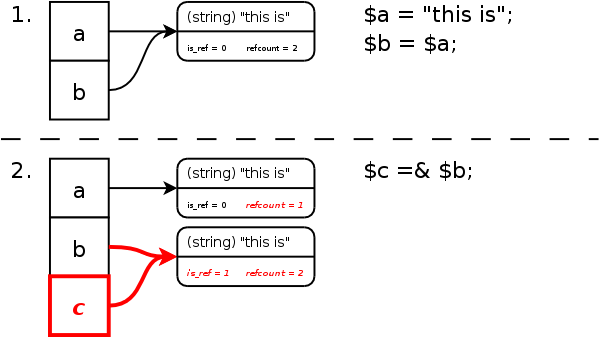 1.
a
(string) "this is"
$a = "this is";
is_ref = 0 refcount = 2
$b = $a;
b
2.
a
(string) "this is"
$c =& $b;
is_ref = 0 refcount = 1
b
(string) "this is"
is_ref = 1 refcount = 2
c